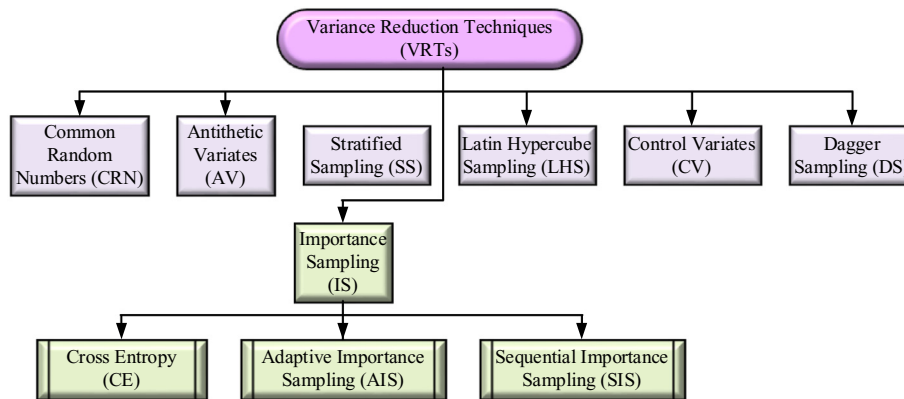 Variance Reduction Techniques
(VRTs)
Common
Random
Numbers (CRN)
Antithetic
Variates
(AV)
Stratified
Sampling (SS)
Latin Hypercube
Sampling (LHS)
Control Variates
(CV)
Dagger
Sampling (DS)
Importance
Sampling
(IS)
Cross Entropy
(CE)
Adaptive Importance
Sampling (AIS)
Sequential Importance
Sampling (SIS)